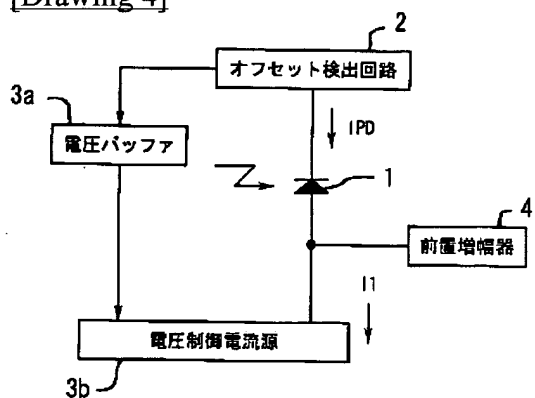 [Drawing 4]
2
オフセット検出回路
3a
電圧バッファ
IPD
1
4
前置増幅器
I1
電圧制御電流源
3b